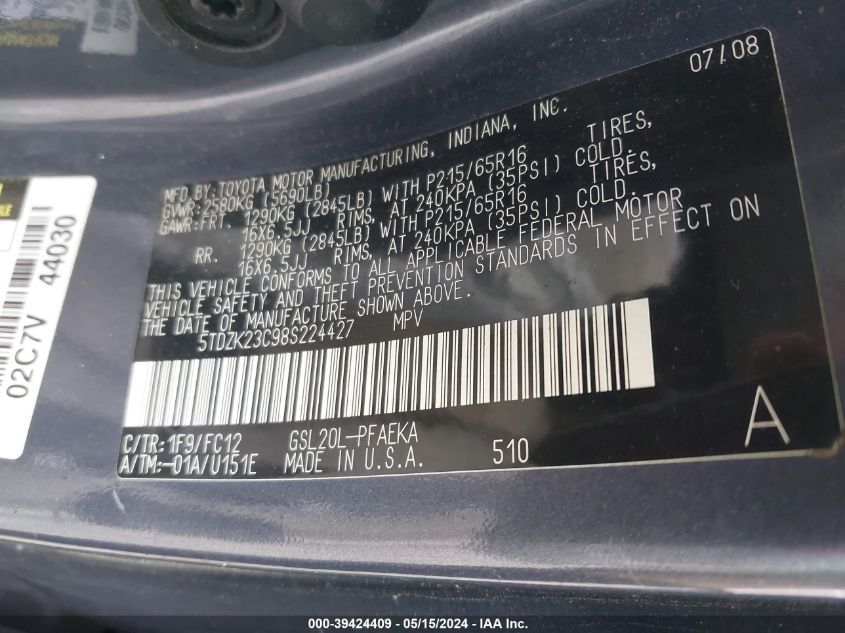 07/08
MFD BY: TOYOTA MOTOR MANUFACTURING, INDIANA, INC.
GVWR: 2580KG (5690LB)
GAWR: FRT. 1290KG (2845LB) WITH P215/65R16 TIRES,
16X6.5JJ RIMS, AT 240KPA (35PSI) COLD.
RR. 1290KG (2845LB) WITH P215/65R16 TIRES,
16X6.5JJ RIMS, AT 240KPA (35PSI) COLD.
THIS VEHICLE CONFORMS TO ALL APPLICABLE FEDERAL MOTOR
VEHICLE SAFETY, AND THEFT PREVENTION STANDARDS IN EFFECT ON
THE DATE OF MANUFACTURE SHOWN ABOVE.
5TDZK23C98S224427 MPV
C/TR: 1F9/FC12 GSL20L-PFAEKA
A/TM: -01A/U151E MADE IN U.S.A. 510
A
02C7V 44030
000-39424409 - 05/15/2024 - IAA Inc.